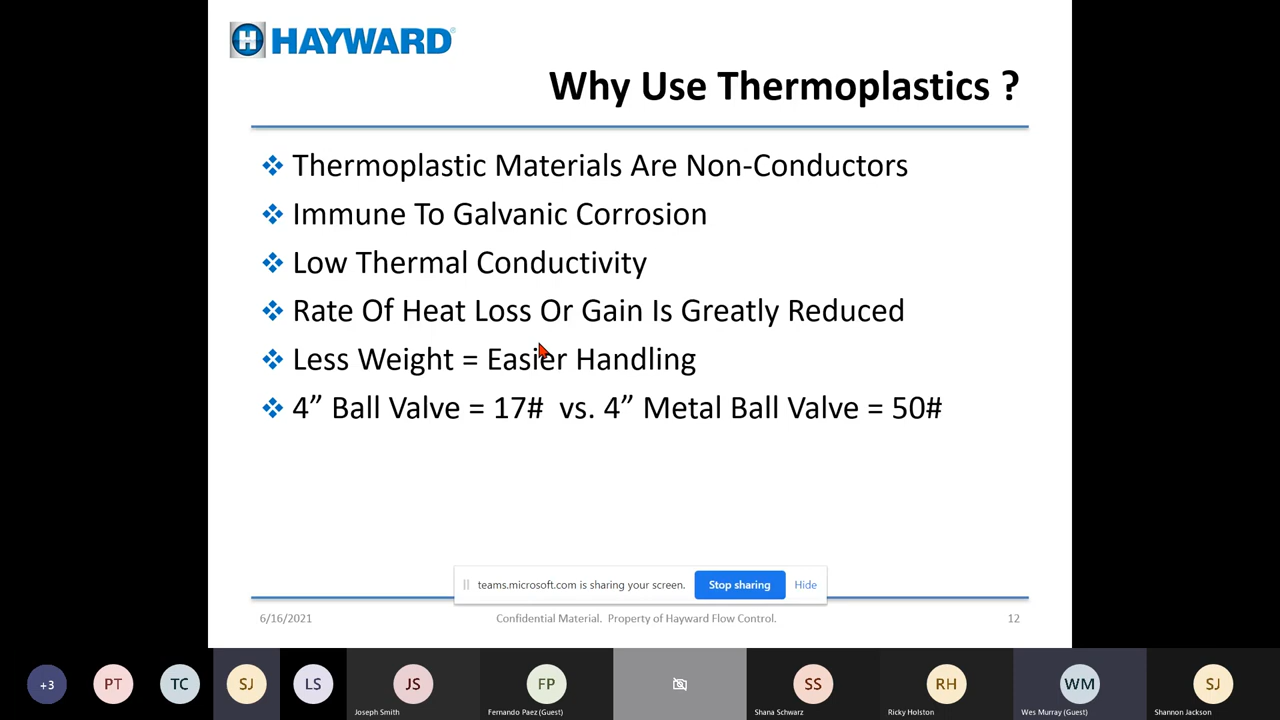 H HAYWARD®
Why Use Thermoplastics ?
Thermoplastic Materials Are Non-Conductors
Immune To Galvanic Corrosion
Low Thermal Conductivity
Rate Of Heat Loss Or Gain Is Greatly Reduced
Less Weight = Easier Handling
4” Ball Valve = 17# vs. 4” Metal Ball Valve = 50#
teams.microsoft.com is sharing your screen. Stop sharing Hide
6/16/2021 Confidential Material. Property of Hayward Flow Control. 12
+3 PT TC SJ LS JS FP SS RH WM SJ
Joseph Smith Fernando Paez (Guest) Shana Schwarz Ricky Holston Wes Murray (Guest) Shannon Jackson